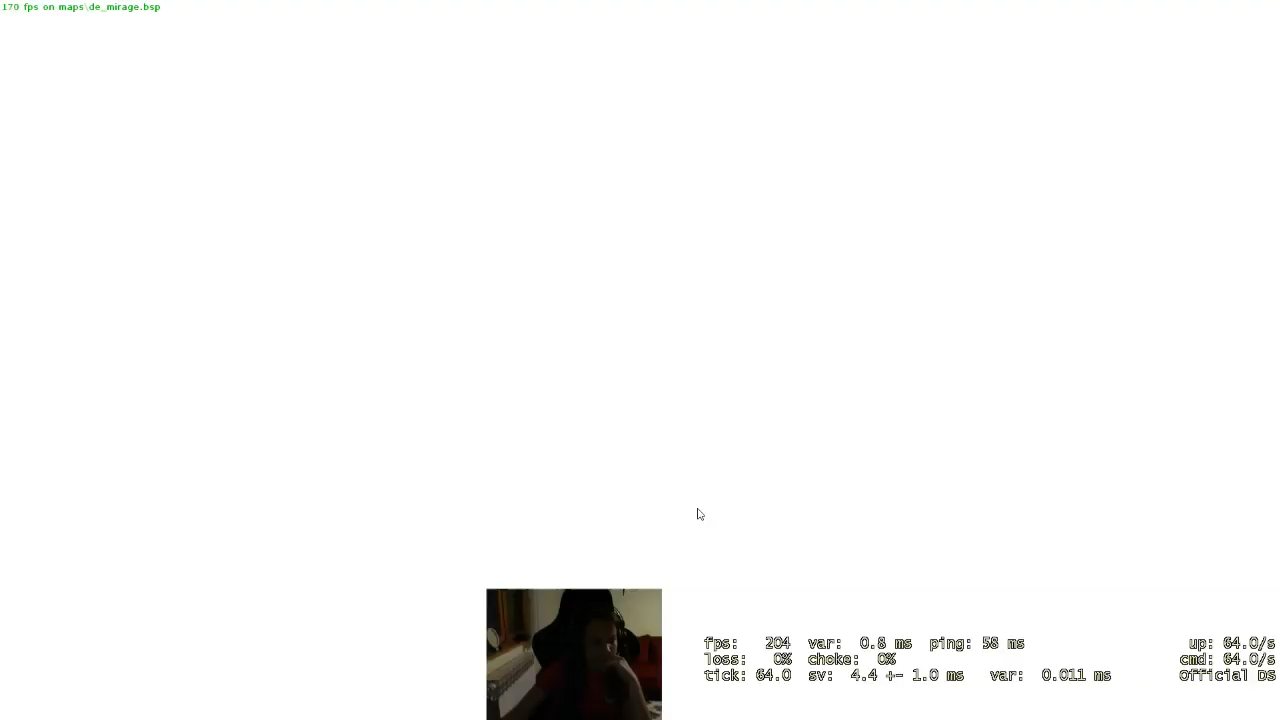 170 fps on maps\de_mirage.bsp
fps: 204 var: 0.8 ms ping: 58 ms up: 64.0/s
loss: 0% choke: 0% cmd: 64.0/s
tick: 64.0 sv: 4.4 +- 1.0 ms var: 0.011 ms Official DS